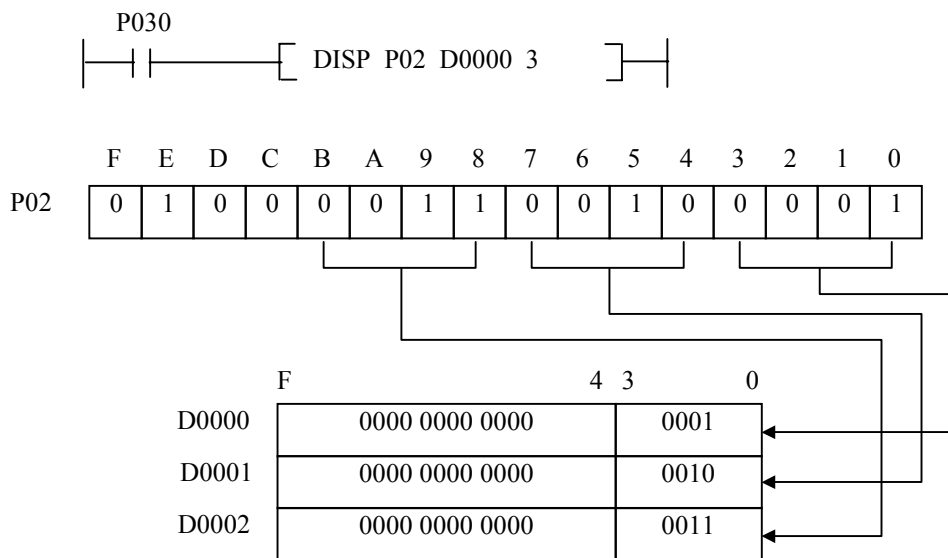 P030
DISP P02 D0000 3
F E D C B A 9 8 7 6 5 4 3 2 1 0
P02 0 1 0 0 0 0 1 1 0 0 1 0 0 0 0 1
F 4 3 0
D0000 0000 0000 0000 0001
D0001 0000 0000 0000 0010
D0002 0000 0000 0000 0011